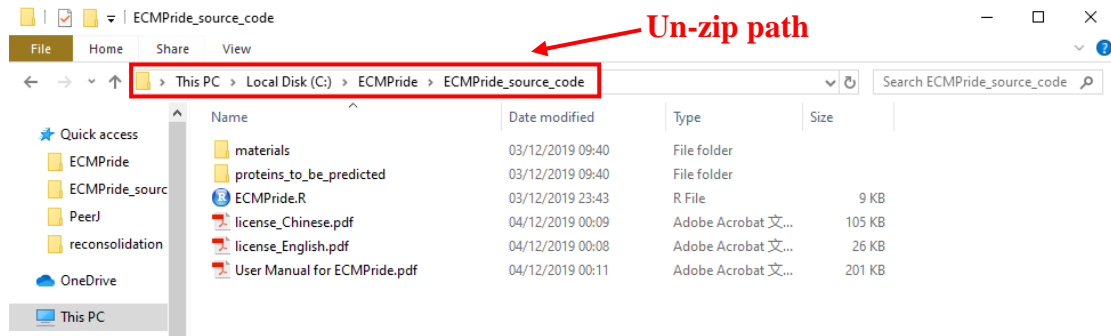 ECMPride_source_code
Un-zip path
File Home Share View
This PC > Local Disk (C:) > ECMPride > ECMPride_source_code
Search ECMPride_source_code
Name Date modified Type Size
Quick access
ECMPride
ECMPride_sourc
PeerJ
reconsolidation
OneDrive
This PC
materials 03/12/2019 09:40 File folder
proteins_to_be_predicted 03/12/2019 09:40 File folder
ECMPride.R 03/12/2019 23:43 R File 9 KB
license_Chinese.pdf 04/12/2019 00:09 Adobe Acrobat 文... 105 KB
license_English.pdf 04/12/2019 00:08 Adobe Acrobat 文... 26 KB
User Manual for ECMPride.pdf 04/12/2019 00:11 Adobe Acrobat 文... 201 KB